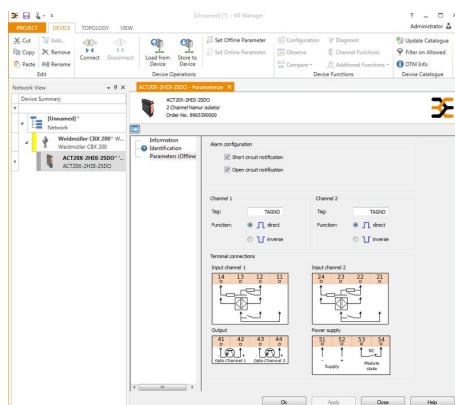 [Unnamed] [*] - WI-Manager
PROJECT DEVICE TOPOLOGY VIEW Administrator
Cut Add... Set Offline Parameter Configuration Diagnosis Update Catalogue
Copy Remove Connect Disconnect Load from Device Store to Device Set Online Parameter Observe Channel Functions Filter on Allowed
Paste Rename Compare Additional Functions DTM Info
Edit Device Operations Device Functions Device Catalogue
Network View
ACT20X-2HDI-2SDO - Parameterize
Device Summary
[Unnamed]*
Network
Weidmüller CBX 200* W...
Weidmüller CBX 200
ACT20X-2HDI-2SDO* '...
ACT20X-2HDI-2SDO
ACT20X-2HDI-2SDO
2 Channel Namur isolator
Order-No. 8965390000
Information
Identification
Parameters (Offline
Alarm configuration
Short circuit notification
Open circuit notification
Channel 1
Tag: TAGNO
Function: direct
inverse
Channel 2
Tag: TAGNO
Function: direct
inverse
Terminal connections
Input channel 1
14 13 12 11
Input channel 2
24 23 22 21
Output
41 42 43 44
Opto Channel 1 Opto Channel 2
Power supply
51 52 53 54
NC
- +
Supply
Module state
Ok Apply Close Help